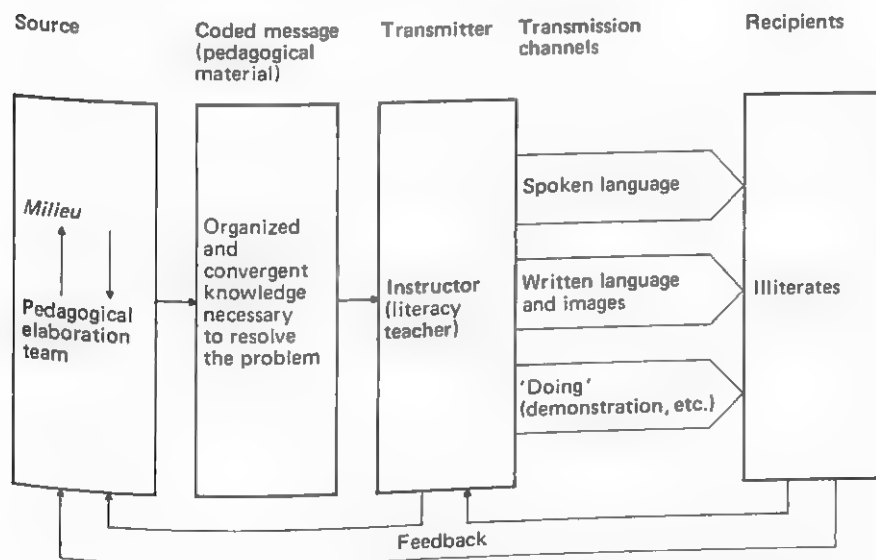 Source
Coded message
(pedagogical
material)
Transmitter
Transmission
channels
Recipients
Milieu
Pedagogical
elaboration
team
Organized
and
convergent
knowledge
necessary
to resolve
the problem
Instructor
(literacy
teacher)
Spoken language
Written language
and images
'Doing'
(demonstration, etc.)
Illiterates
Feedback